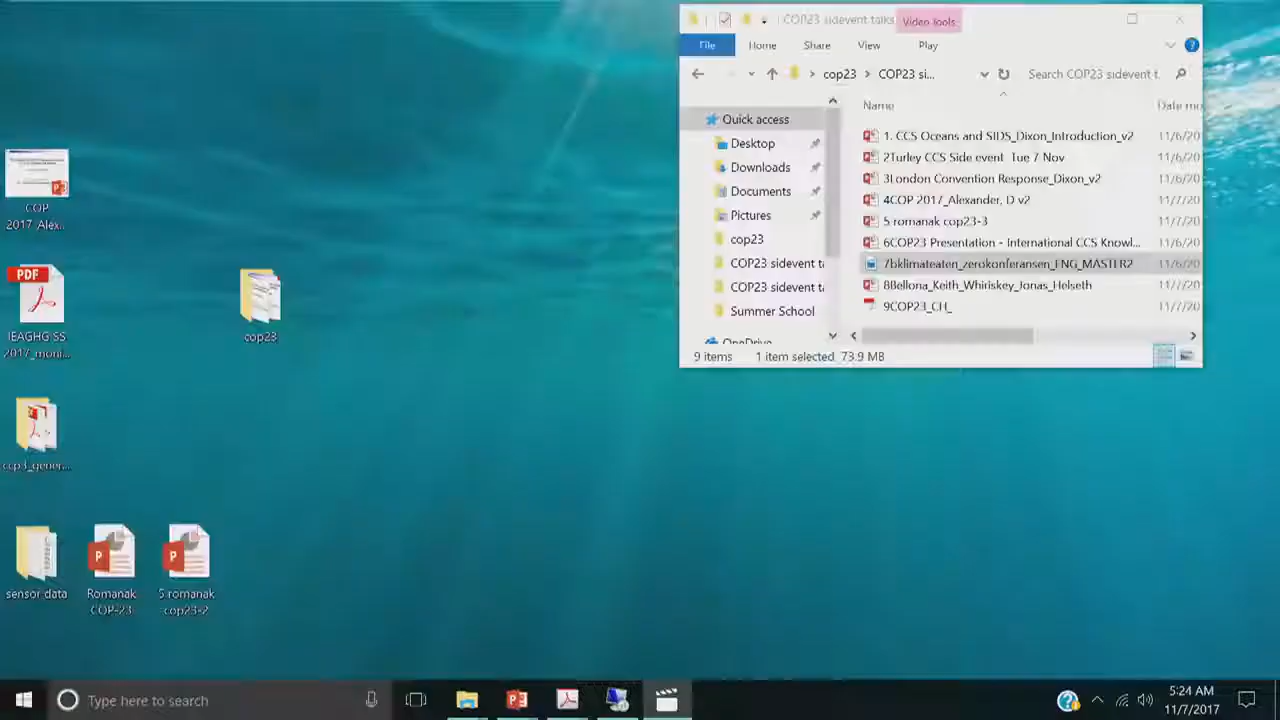 COP23 sidevent talks
Video Tools
File
Home
Share
View
Play
cop23
COP23 si...
Search COP23 sidevent t.
Name
Date mo
Quick access
Desktop
Downloads
Documents
Pictures
cop23
COP23 sidevent ta
COP23 sidevent ta
Summer School
OneDrive
1. CCS Oceans and SIDS_Dixon_Introduction_v2
11/6/20
2Turley CCS Side event Tue 7 Nov
11/6/20
3London Convention Response_Dixon_v2
11/6/20
4COP 2017_Alexander, D v2
11/7/20
5 romanak cop23-3
11/7/20
6COP23 Presentation - International CCS Knowl...
11/6/20
7bklimateaten_zerokonferansen_ENG_MASTER2
11/6/20
8Bellona_Keith_Whiriskey_Jonas_Helseth
11/7/20
9COP23_CH_
11/7/20
9 items
1 item selected 73.9 MB
COP
2017_Alex...
PDF
IEAGHG SS
2017_moni...
cop23
ccp3_gener...
sensor data
Romanak
COP-23
5 romanak
cop23-2
Type here to search
5:24 AM
11/7/2017